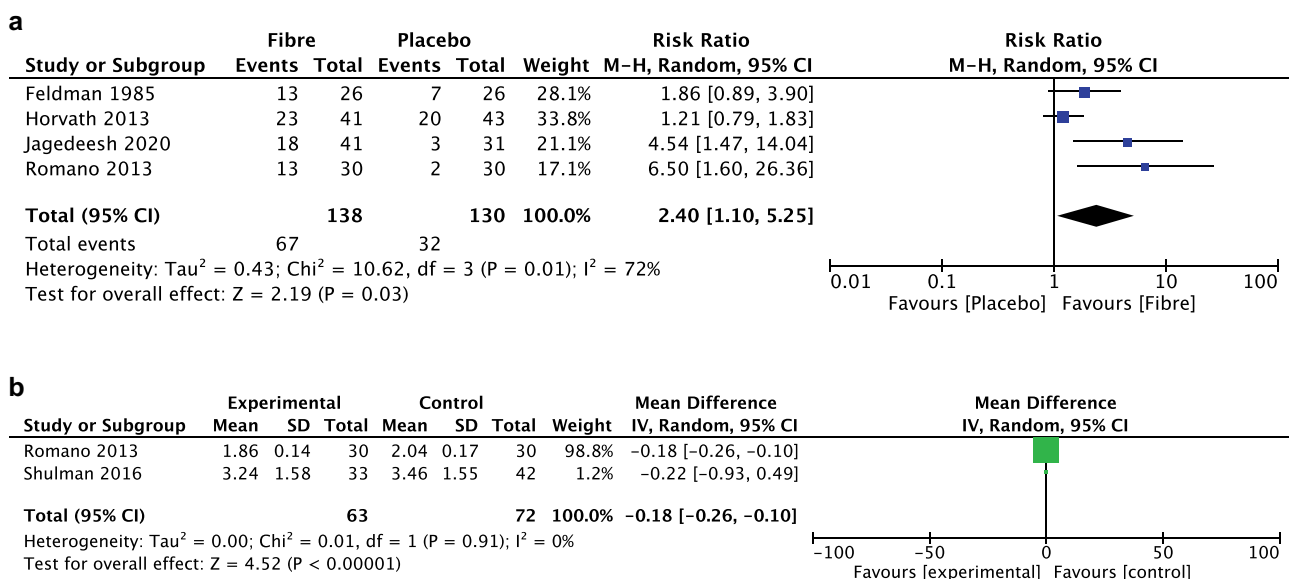 a
Fibre Placebo Risk Ratio Risk Ratio
Study or Subgroup Events Total Events Total Weight M-H, Random, 95% CI M-H, Random, 95% CI
Feldman 1985 13 26 7 26 28.1% 1.86 [0.89, 3.90]
Horvath 2013 23 41 20 43 33.8% 1.21 [0.79, 1.83]
Jagedeesh 2020 18 41 3 31 21.1% 4.54 [1.47, 14.04]
Romano 2013 13 30 2 30 17.1% 6.50 [1.60, 26.36]
Total (95% CI) 138 130 100.0% 2.40 [1.10, 5.25]
Total events 67 32
Heterogeneity: Tau² = 0.43; Chi² = 10.62, df = 3 (P = 0.01); I² = 72%
Test for overall effect: Z = 2.19 (P = 0.03)
0.01 0.1 1 10 100
Favours [Placebo] Favours [Fibre]
b
Experimental Control Mean Difference Mean Difference
Study or Subgroup Mean SD Total Mean SD Total Weight IV, Random, 95% CI IV, Random, 95% CI
Romano 2013 1.86 0.14 30 2.04 0.17 30 98.8% -0.18 [-0.26, -0.10]
Shulman 2016 3.24 1.58 33 3.46 1.55 42 1.2% -0.22 [-0.93, 0.49]
Total (95% CI) 63 72 100.0% -0.18 [-0.26, -0.10]
Heterogeneity: Tau² = 0.00; Chi² = 0.01, df = 1 (P = 0.91); I² = 0%
Test for overall effect: Z = 4.52 (P < 0.00001)
-100 -50 0 50 100
Favours [experimental] Favours [control]